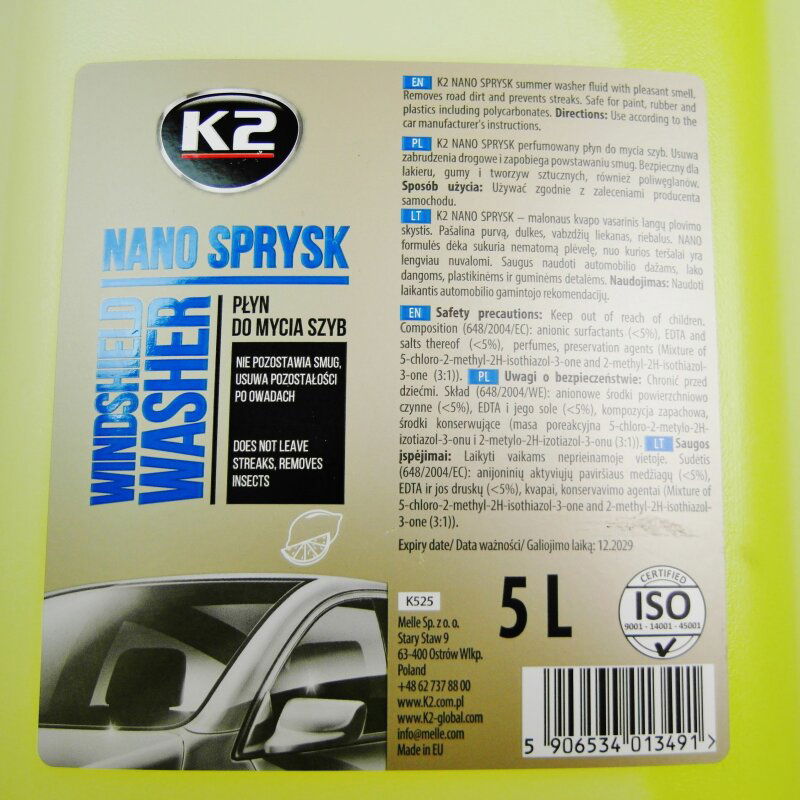 K2
NANO SPRYSK
WINDSHIELD
WASHER
PŁYN
DO MYCIA SZYB
NIE POZOSTAWIA SMUG,
USUWA POZOSTAŁOŚCI
PO OWADACH
DOES NOT LEAVE
STREAKS, REMOVES
INSECTS
EN K2 NANO SPRYSK summer washer fluid with pleasant smell.
Removes road dirt and prevents streaks. Safe for paint, rubber and
plastics including polycarbonates. Directions: Use according to the
car manufacturer's instructions.
PL K2 NANO SPRYSK perfumowany płyn do mycia szyb. Usuwa
zabrudzenia drogowe i zapobiega powstawaniu smug. Bezpieczny dla
lakieru, gumy i tworzyw sztucznych, również poliwęglanów.
Sposób użycia: Używać zgodnie z zaleceniami producenta
samochodu.
LT K2 NANO SPRYSK – malonaus kvapo vasarinis langų plovimo
skystis. Pašalina purvą, dulkes, vabzdžių liekanas, riebalus. NANO
formulės dėka sukuria nematomą plėvelę, nuo kurios teršalai yra
lengviau nuvalomi. Saugus naudoti automobilio dažams, lako
dangoms, plastikinėms ir guminėms detalėms. Naudojimas: Naudoti
laikantis automobilio gamintojo rekomendacijų.
EN Safety precautions: Keep out of reach of children.
Composition (648/2004/EC): anionic surfactants (<5%), EDTA and
salts thereof (<5%), perfumes, preservation agents (Mixture of
5-chloro-2-methyl-2H-isothiazol-3-one and 2-methyl-2H-isothiazol-
3-one (3:1)). PL Uwagi o bezpieczeństwie: Chronić przed
dziećmi. Skład (648/2004/WE): anionowe środki powierzchniowo
czynne (<5%), EDTA i jego sole (<5%), kompozycja zapachowa,
środki konserwujące (masa poreakcyjna 5-chloro-2-metylo-2H-
izotiazol-3-onu i 2-metylo-2H-izotiazol-3-onu (3:1)). LT Saugos
įspėjimai: Laikyti vaikams neprieinamoje vietoje. Sudėtis
(648/2004/EC): anijoninių aktyviųjų paviršiaus medžiagų (<5%),
EDTA ir jos druskų (<5%), kvapai, konservavimo agentai (Mixture of
5-chloro-2-methyl-2H-isothiazol-3-one and 2-methyl-2H-isothiazol-
3-one (3:1)).
Expiry date/ Data ważności/ Galiojimo laiką: 12.2029
K525
5 L
Melle Sp. z o. o.
Stary Staw 9
63-400 Ostrów Wlkp.
Poland
+48 62 737 88 00
www.K2.com.pl
www.K2-global.com
info@melle.com
Made in EU
CERTIFIED
ISO
9001 - 14001 - 45001
5 906534 013491 >